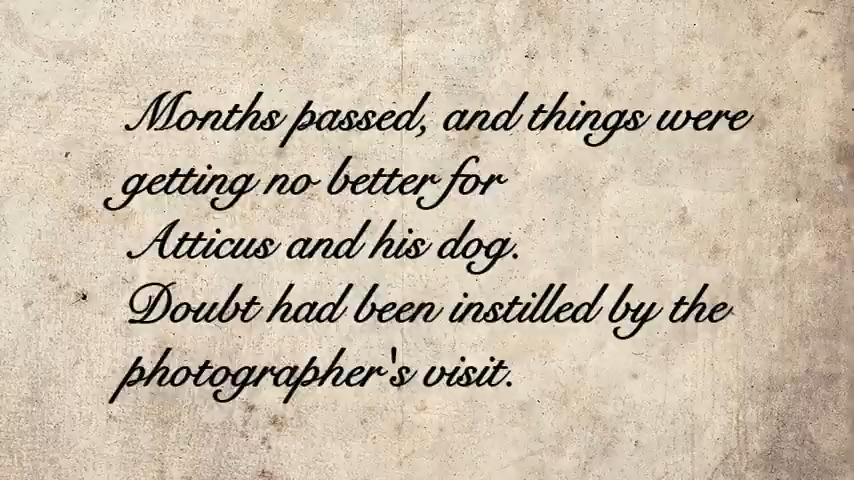 Months passed, and things were
getting no better for
Atticus and his dog.
Doubt had been instilled by the
photographer's visit.